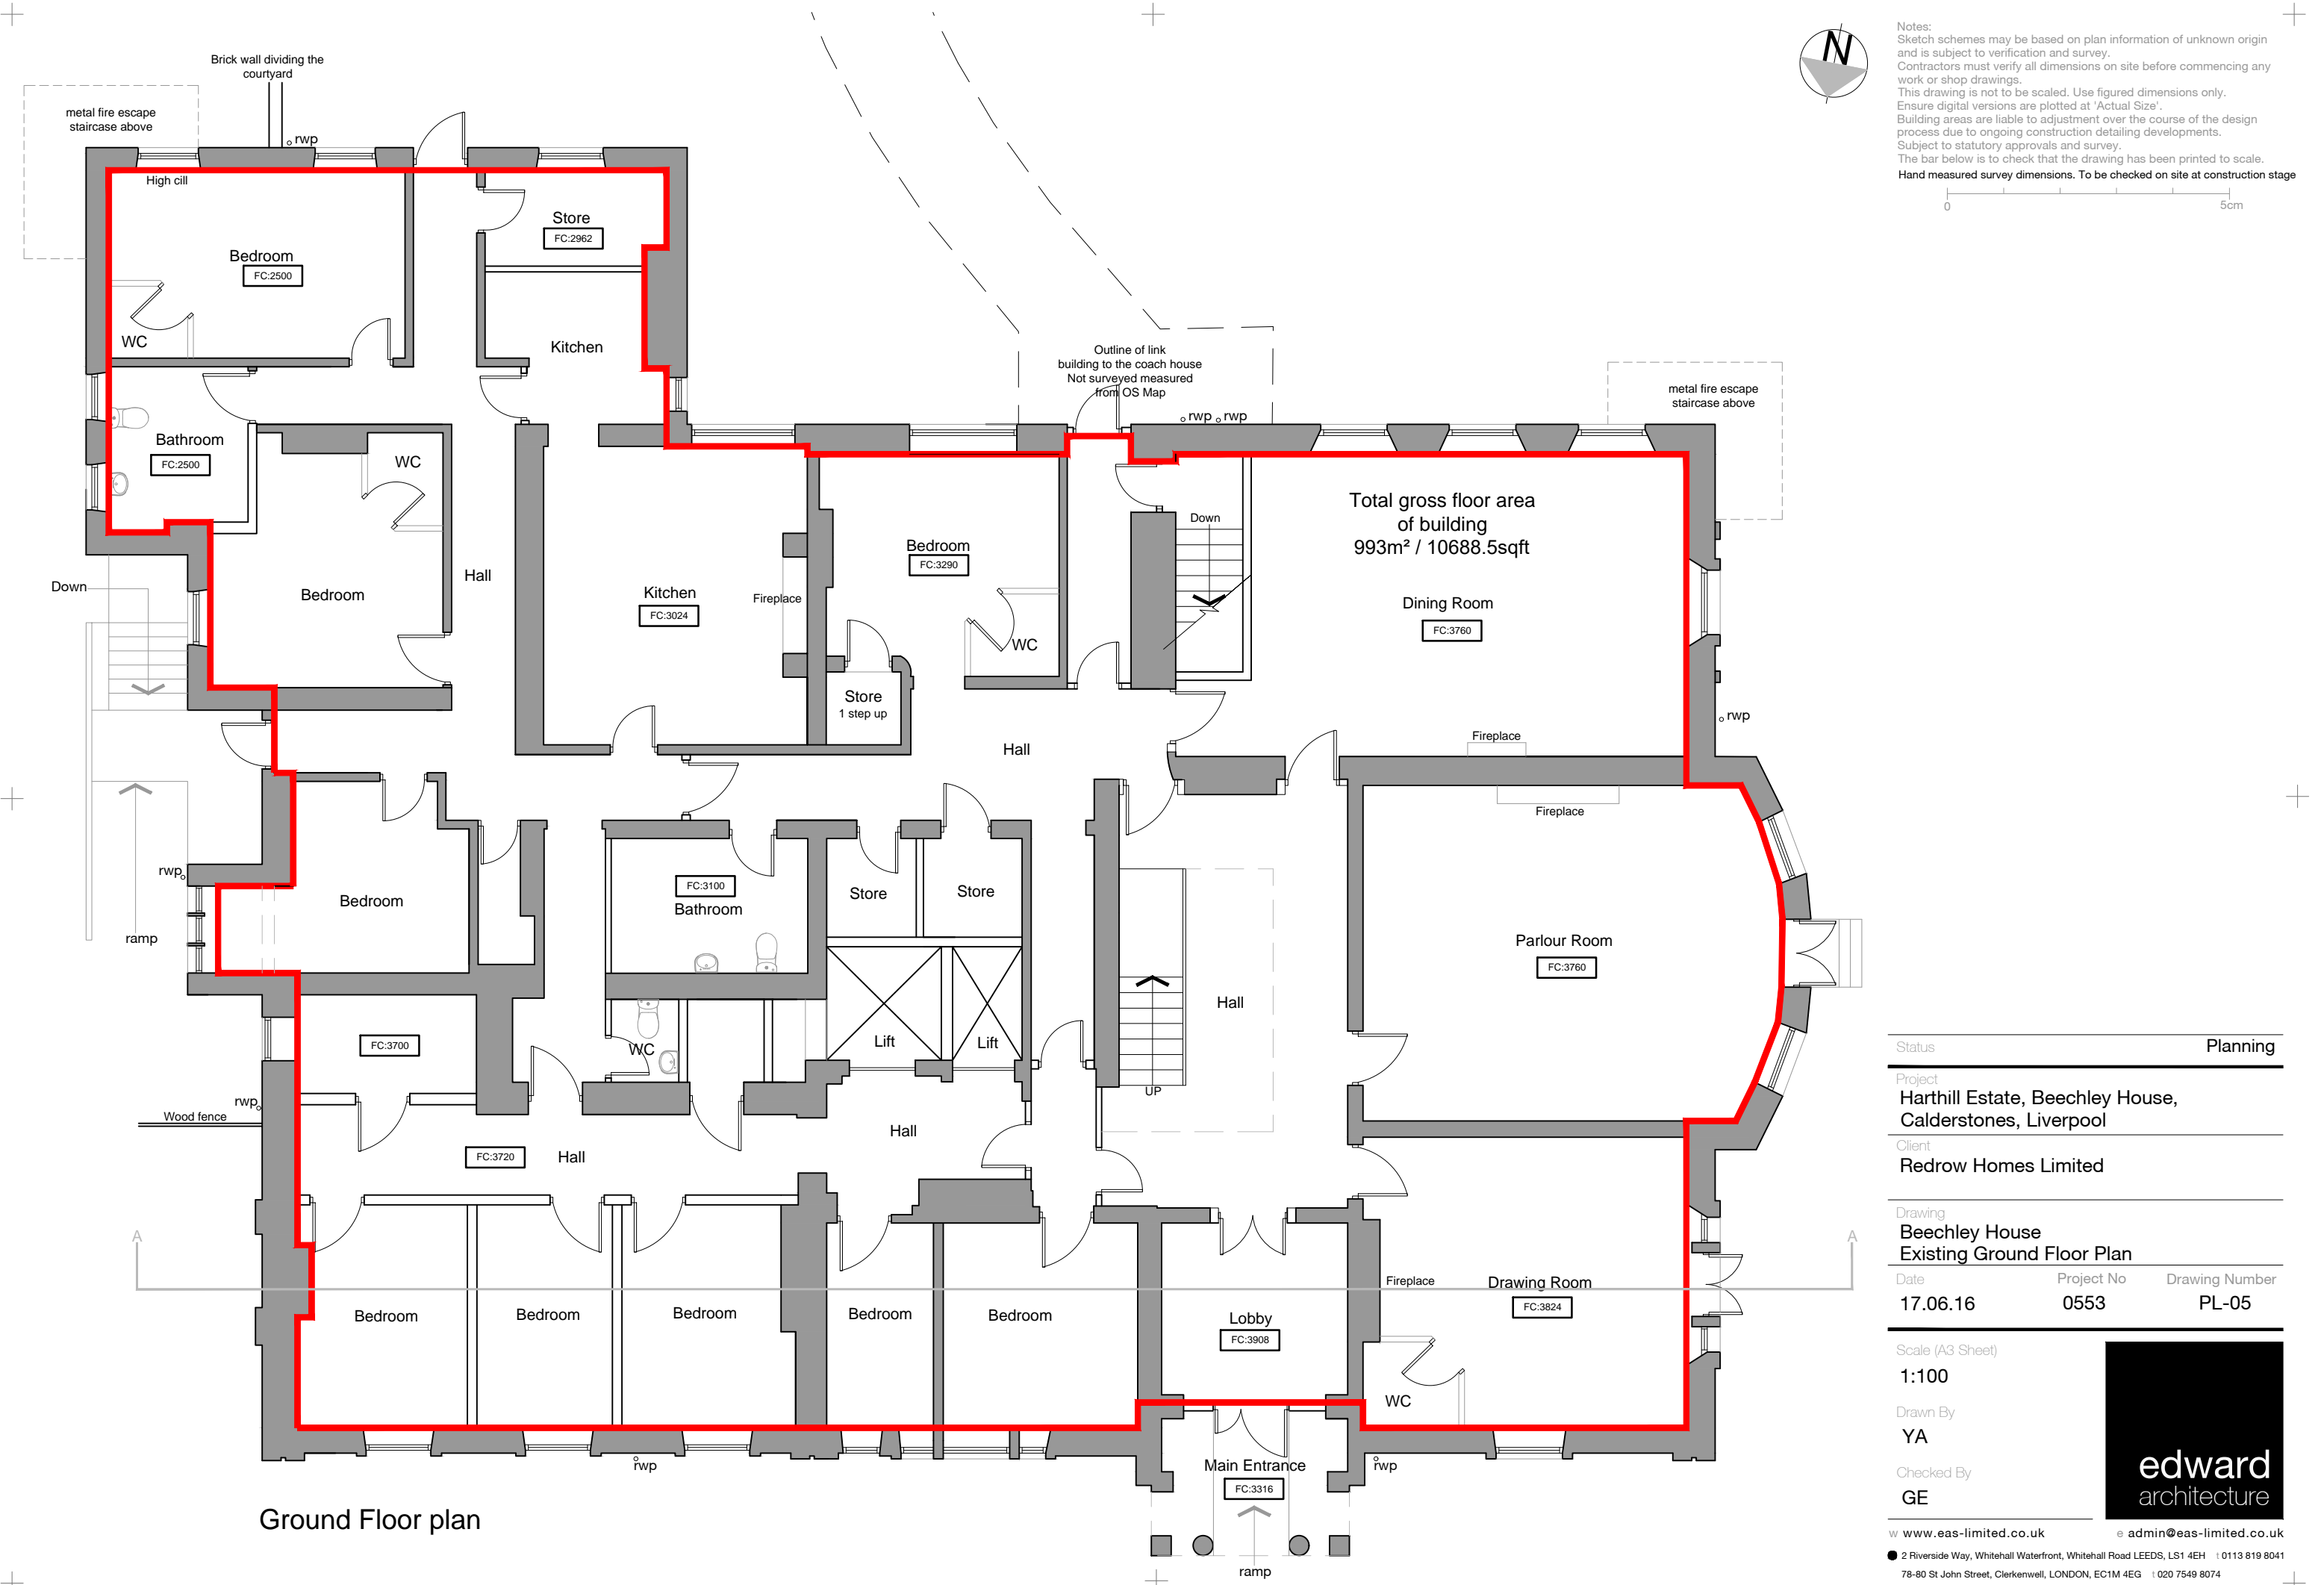 Brick wall dividing the
courtyard
metal fire escape
staircase above
rwp
High cill
Bedroom
FC:2500
WC
Store
FC:2962
Kitchen
Bathroom
FC:2500
WC
Bedroom
Hall
Down
Kitchen
FC:3024
Fireplace
Outline of link
building to the coach house
Not surveyed measured
from OS Map
rwp rwp
metal fire escape
staircase above
Bedroom
FC:3290
WC
Store
1 step up
Down
Total gross floor area
of building
993m² / 10688.5sqft
Dining Room
FC:3760
Fireplace
rwp
Hall
Fireplace
Parlour Room
FC:3760
rwp
ramp
Bedroom
FC:3100
Bathroom
Store
Store
Hall
FC:3700
WC
Lift
Lift
UP
rwp
Wood fence
FC:3720
Hall
Hall
A
A
Bedroom
Bedroom
Bedroom
Bedroom
Bedroom
Lobby
FC:3908
Fireplace
Drawing Room
FC:3824
WC
rwp
Main Entrance
FC:3316
rwp
ramp
Ground Floor plan
N
Notes:
Sketch schemes may be based on plan information of unknown origin
and is subject to verification and survey.
Contractors must verify all dimensions on site before commencing any
work or shop drawings.
This drawing is not to be scaled. Use figured dimensions only.
Ensure digital versions are plotted at 'Actual Size'.
Building areas are liable to adjustment over the course of the design
process due to ongoing construction detailing developments.
Subject to statutory approvals and survey.
The bar below is to check that the drawing has been printed to scale.
Hand measured survey dimensions. To be checked on site at construction stage
0 5cm
Status Planning
Project
Harthill Estate, Beechley House,
Calderstones, Liverpool
Client
Redrow Homes Limited
Drawing
Beechley House
Existing Ground Floor Plan
Date Project No Drawing Number
17.06.16 0553 PL-05
Scale (A3 Sheet)
1:100
Drawn By
YA
Checked By
GE
edward
architecture
w www.eas-limited.co.uk e admin@eas-limited.co.uk
2 Riverside Way, Whitehall Waterfront, Whitehall Road LEEDS, LS1 4EH t 0113 819 8041
78-80 St John Street, Clerkenwell, LONDON, EC1M 4EG t 020 7549 8074